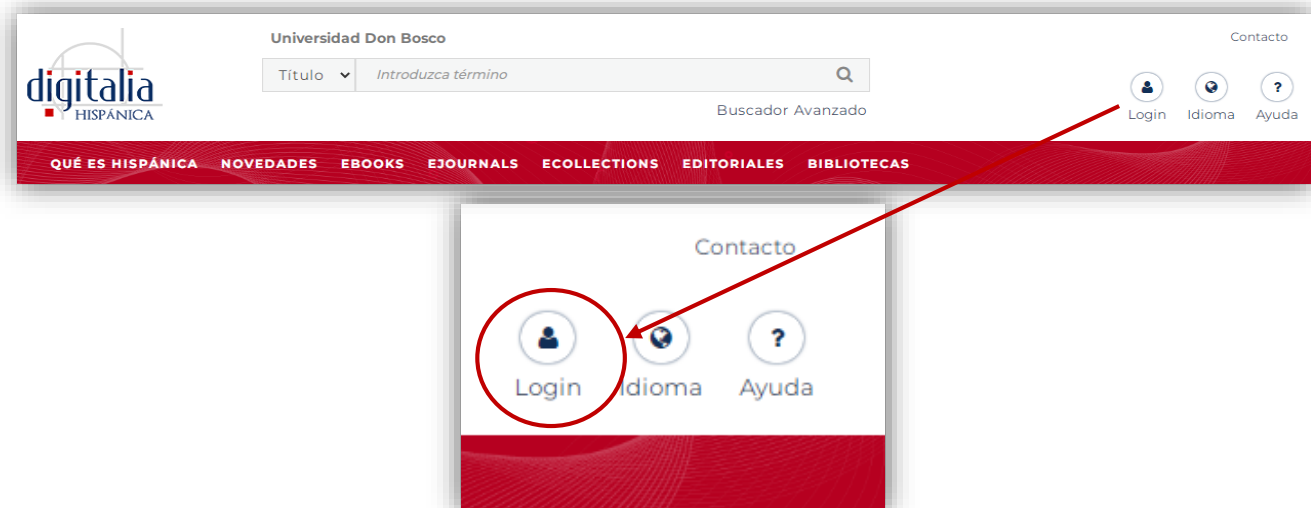 Universidad Don Bosco
Contacto
Título
Introduzca término
digitalia
HISPÁNICA
Buscador Avanzado
Login Idioma Ayuda
QUÉ ES HISPÁNICA NOVEDADES EBOOKS EJOURNALS ECOLLECTIONS EDITORIALES BIBLIOTECAS
Contacto
Login Idioma Ayuda